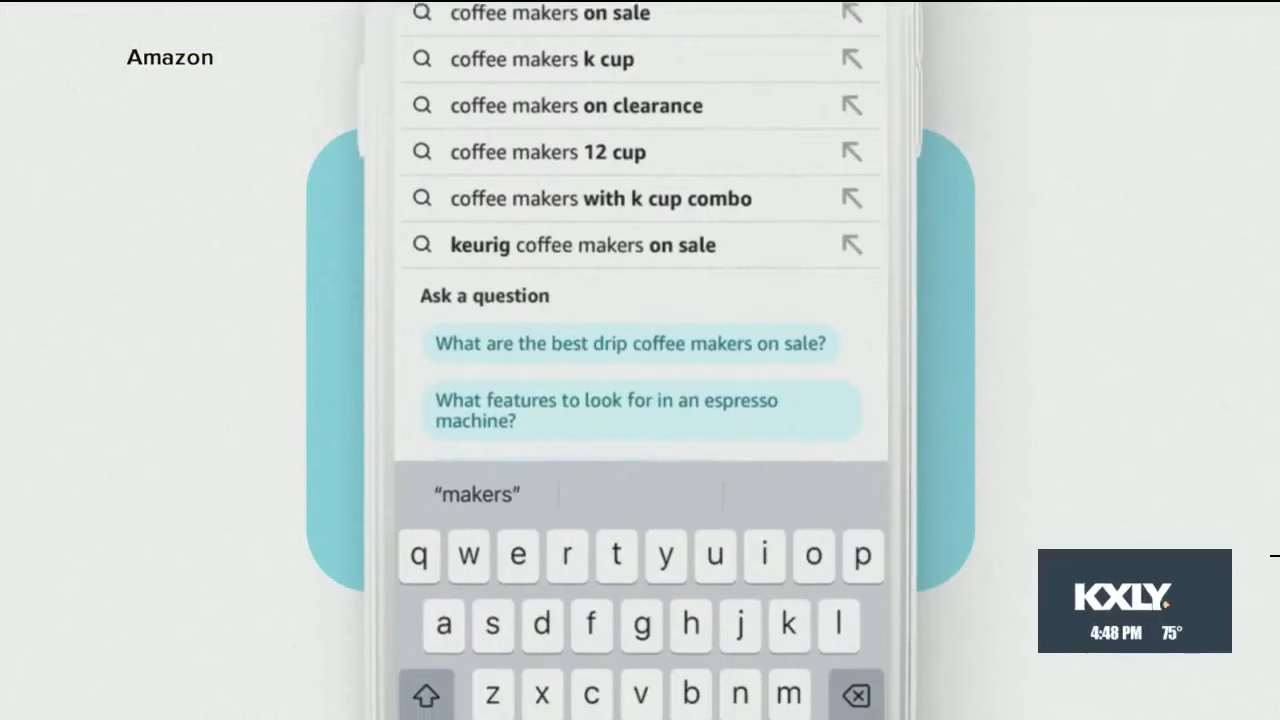 coffee makers on sale
Amazon
coffee makers k cup
coffee makers on clearance
coffee makers 12 cup
coffee makers with k cup combo
keurig coffee makers on sale
Ask a question
What are the best drip coffee makers on sale?
What features to look for in an espresso
machine?
“makers”
q w e r t y u i o p
a s d f g h j k l
z x c v b n m
KXLY
4:48 PM 75°